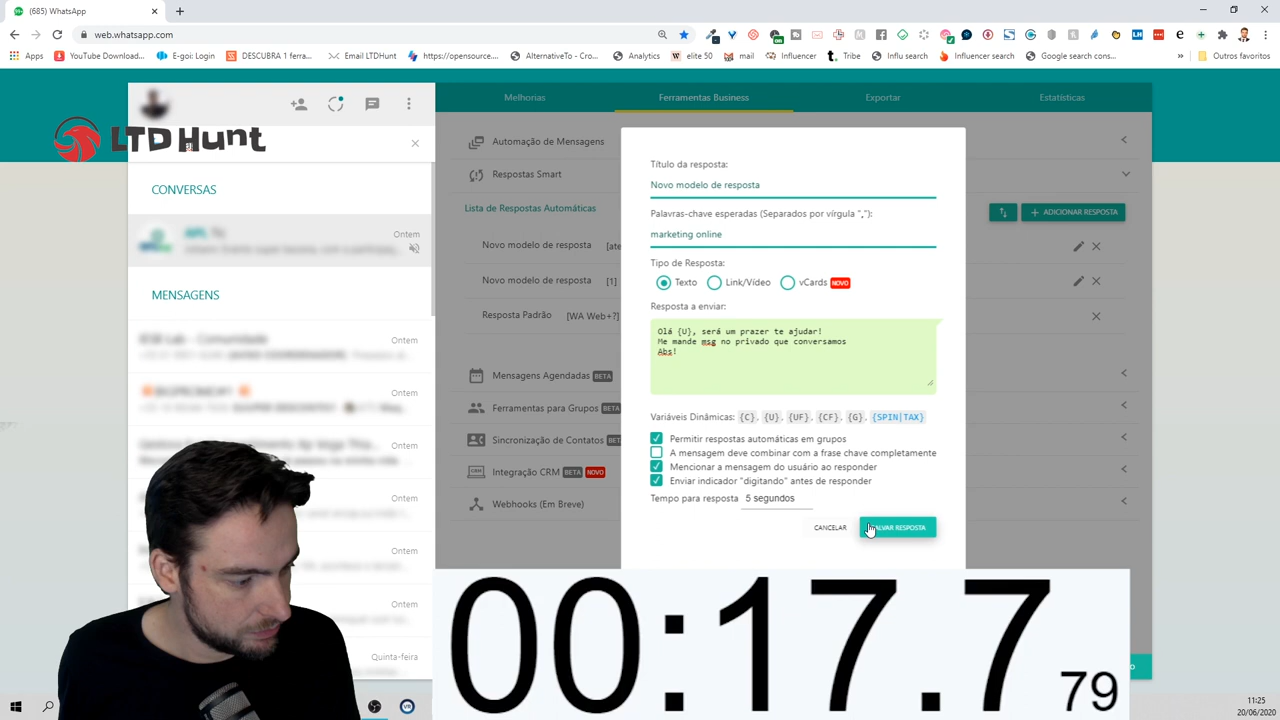 (685) WhatsApp
web.whatsapp.com
Apps
YouTube Download...
E-goi: Login
DESCUBRA 1 ferra...
Email LTDHunt
https://opensource....
AlternativeTo - Cro...
Analytics
elite 50
mail
Influencer
Tribe
Influ search
Influencer search
Google search cons...
Outros favoritos
LTD Hunt
Melhorias
Ferramentas Business
Exportar
Estatísticas
CONVERSAS
Ontem
MENSAGENS
Ontem
Ontem
Ontem
Ontem
Ontem
Ontem
Quinta-feira
Automação de Mensagens
Respostas Smart
Lista de Respostas Automáticas
ADICIONAR RESPOSTA
Novo modelo de resposta [ate
Novo modelo de resposta [1]
Resposta Padrão [WA Web+?]
Mensagens Agendadas BETA
Ferramentas para Grupos BETA
Sincronização de Contatos BETA
CRM Integração CRM BETA NOVO
Webhooks (Em Breve)
Título da resposta:
Novo modelo de resposta
Palavras-chave esperadas (Separados por vírgula ","):
marketing online
Tipo de Resposta:
Texto Link/Vídeo vCards NOVO
Resposta a enviar:
Olá {U}, será um prazer te ajudar!
Me mande msg no privado que conversamos
Abs!
Variáveis Dinâmicas: {C}, {U}, {UF}, {CF}, {G}, {SPIN|TAX}
Permitir respostas automáticas em grupos
A mensagem deve combinar com a frase chave completamente
Mencionar a mensagem do usuário ao responder
Enviar indicador "digitando" antes de responder
Tempo para resposta 5 segundos
CANCELAR
SALVAR RESPOSTA
00:17.7
79
11:25
20/06/2020